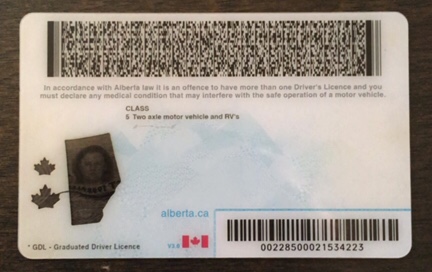 In accordance with Alberta law it is an offence to have more than one Driver's Licence and you
must declare any medical condition that may interfere with the safe operation of a motor vehicle.
CLASS
5 Two axle motor vehicle and RV's
alberta.ca
* GDL - Graduated Driver Licence
V2.0
00228500021534223